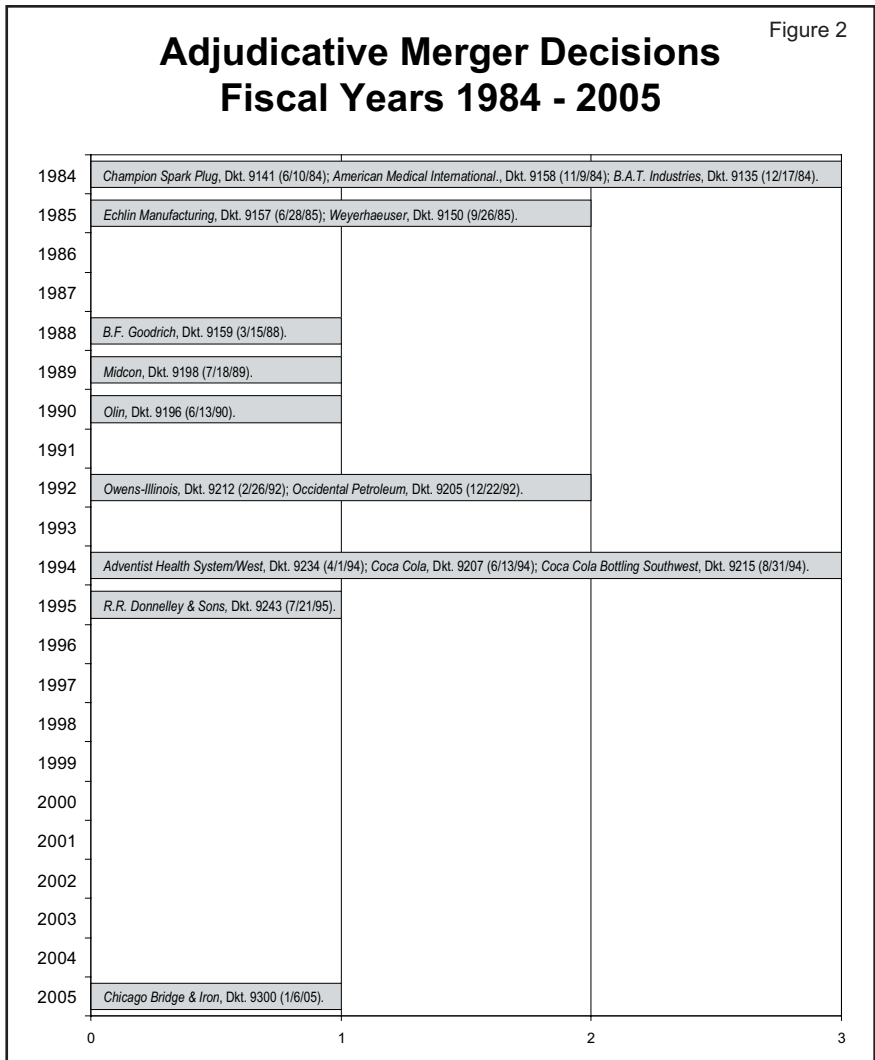 Figure 2
Adjudicative Merger Decisions
Fiscal Years 1984 - 2005
1984 Champion Spark Plug, Dkt. 9141 (6/10/84); American Medical International., Dkt. 9158 (11/9/84); B.A.T. Industries, Dkt. 9135 (12/17/84).
1985 Echlin Manufacturing, Dkt. 9157 (6/28/85); Weyerhaeuser, Dkt. 9150 (9/26/85).
1986
1987
1988 B.F. Goodrich, Dkt. 9159 (3/15/88).
1989 Midcon, Dkt. 9198 (7/18/89).
1990 Olin, Dkt. 9196 (6/13/90).
1991
1992 Owens-Illinois, Dkt. 9212 (2/26/92); Occidental Petroleum, Dkt. 9205 (12/22/92).
1993
1994 Adventist Health System/West, Dkt. 9234 (4/1/94); Coca Cola, Dkt. 9207 (6/13/94); Coca Cola Bottling Southwest, Dkt. 9215 (8/31/94).
1995 R.R. Donnelley & Sons, Dkt. 9243 (7/21/95).
1996
1997
1998
1999
2000
2001
2002
2003
2004
2005 Chicago Bridge & Iron, Dkt. 9300 (1/6/05).
0 1 2 3